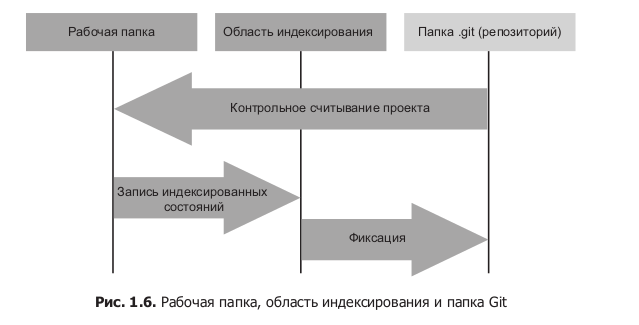 Рабочая папка
Область индексирования
Папка .git (репозиторий)
Контрольное считывание проекта
Запись индексированных
состояний
Фиксация
Рис. 1.6. Рабочая папка, область индексирования и папка Git